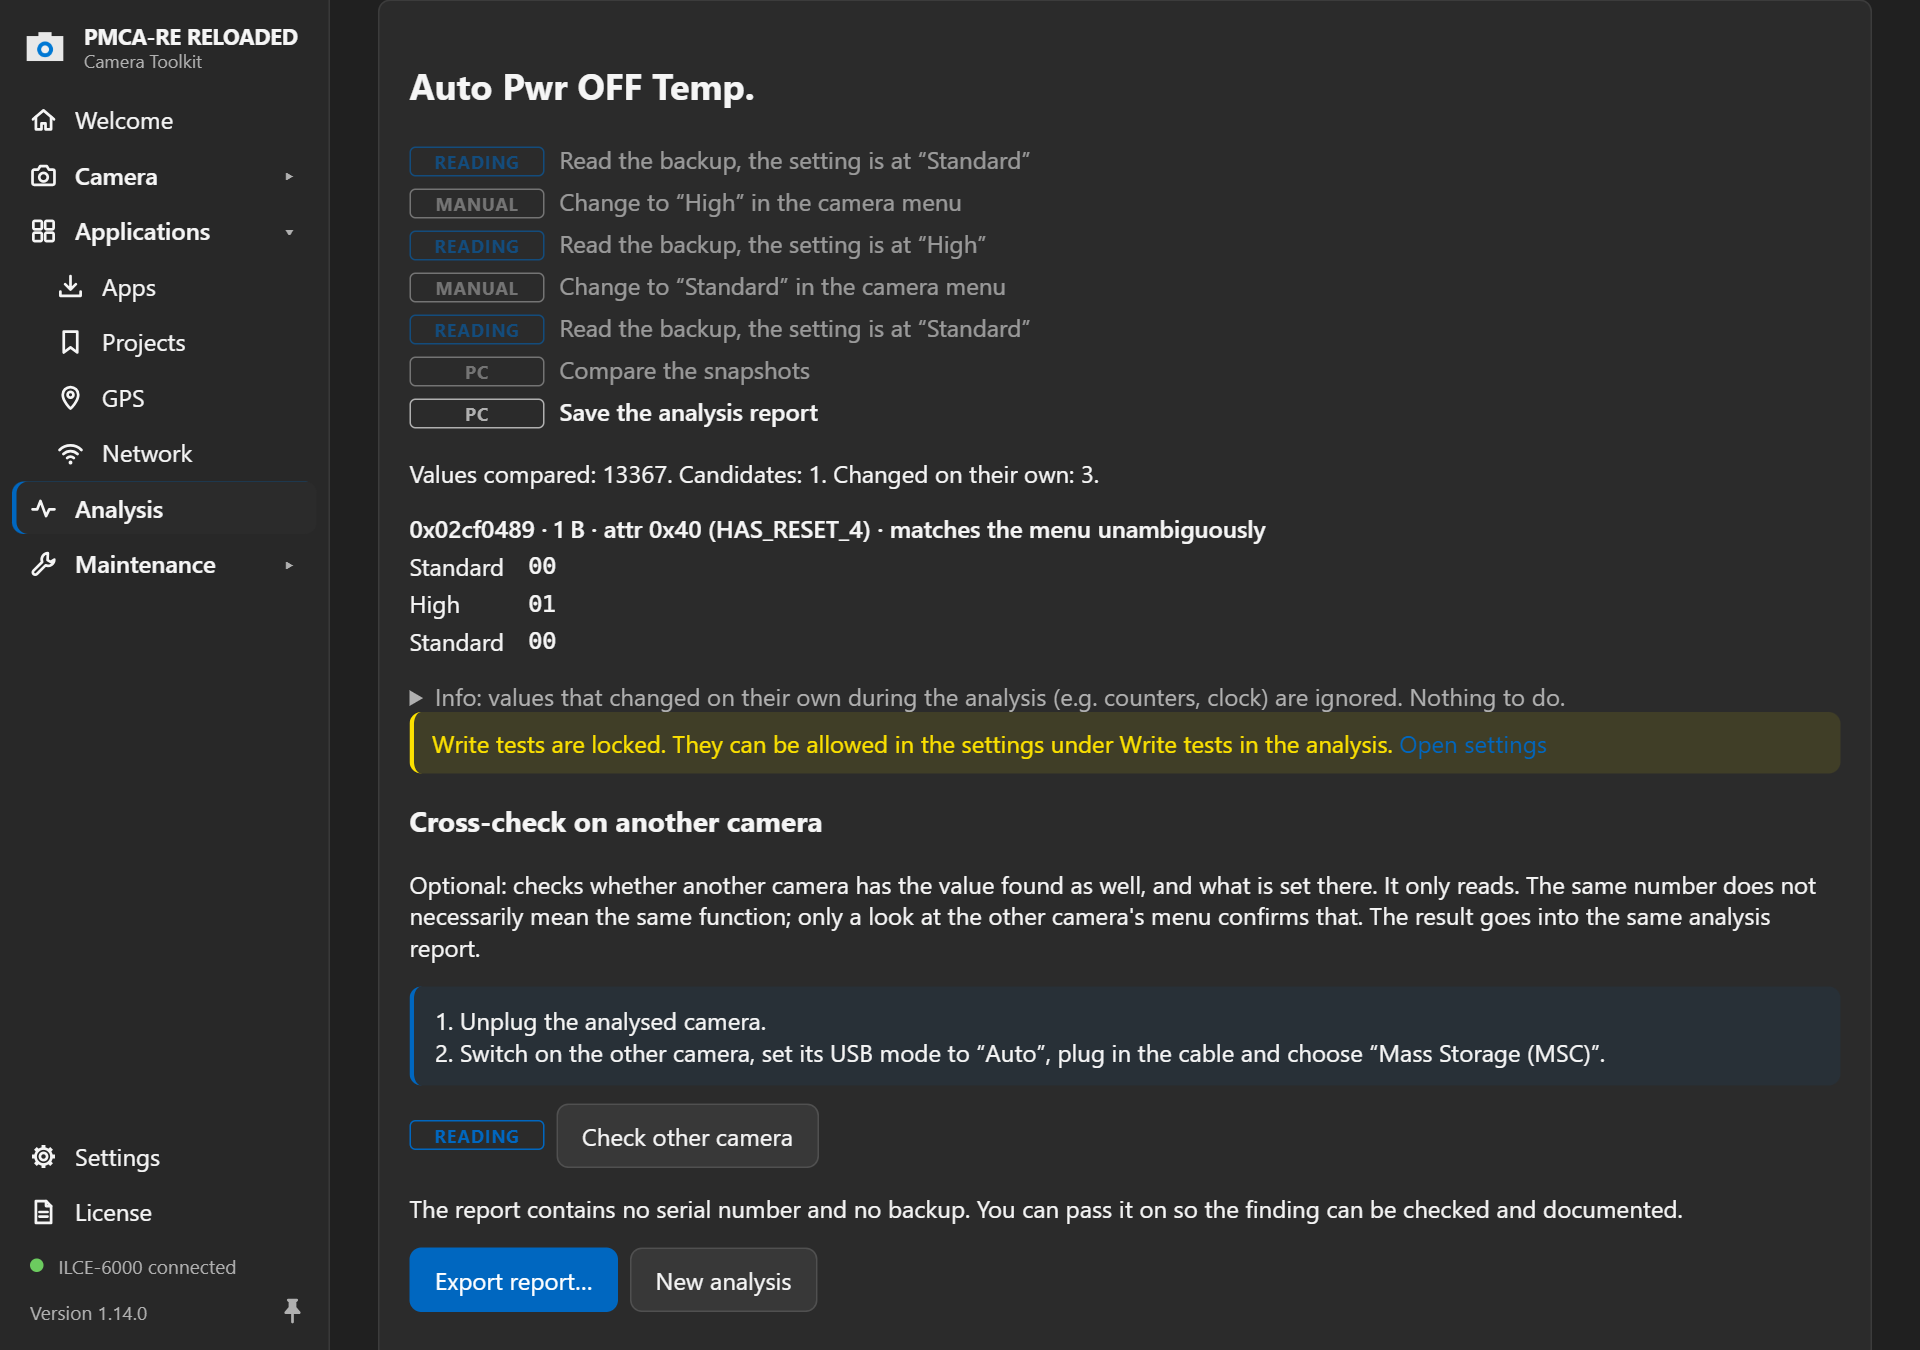 PMCA-RE RELOADED
Camera Toolkit
Welcome
Camera
Applications
Apps
Projects
GPS
Network
Analysis
Maintenance
Settings
License
ILCE-6000 connected
Version 1.14.0
Auto Pwr OFF Temp.
READING Read the backup, the setting is at “Standard”
MANUAL Change to “High” in the camera menu
READING Read the backup, the setting is at “High”
MANUAL Change to “Standard” in the camera menu
READING Read the backup, the setting is at “Standard”
PC Compare the snapshots
PC Save the analysis report
Values compared: 13367. Candidates: 1. Changed on their own: 3.
0x02cf0489 · 1 B · attr 0x40 (HAS_RESET_4) · matches the menu unambiguously
Standard 00
High 01
Standard 00
Info: values that changed on their own during the analysis (e.g. counters, clock) are ignored. Nothing to do.
Write tests are locked. They can be allowed in the settings under Write tests in the analysis. Open settings
Cross-check on another camera
Optional: checks whether another camera has the value found as well, and what is set there. It only reads. The same number does not
necessarily mean the same function; only a look at the other camera's menu confirms that. The result goes into the same analysis
report.
1. Unplug the analysed camera.
2. Switch on the other camera, set its USB mode to “Auto”, plug in the cable and choose “Mass Storage (MSC)”.
READING Check other camera
The report contains no serial number and no backup. You can pass it on so the finding can be checked and documented.
Export report... New analysis